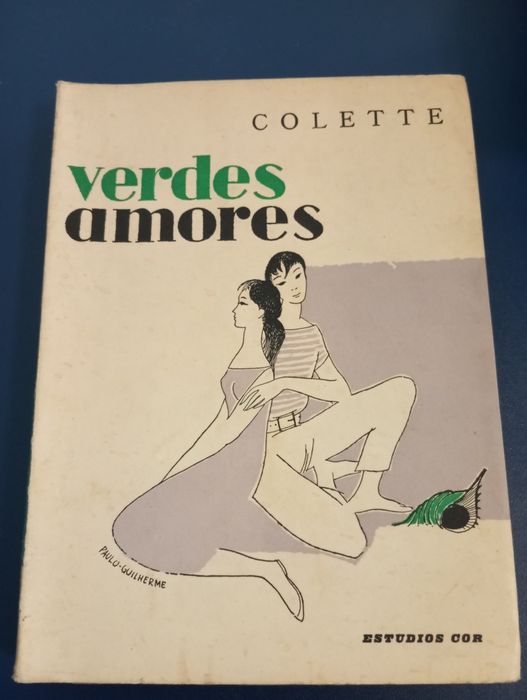 COLETTE
verdes
amores
PAULO-GUILHERME
ESTUDIOS COR